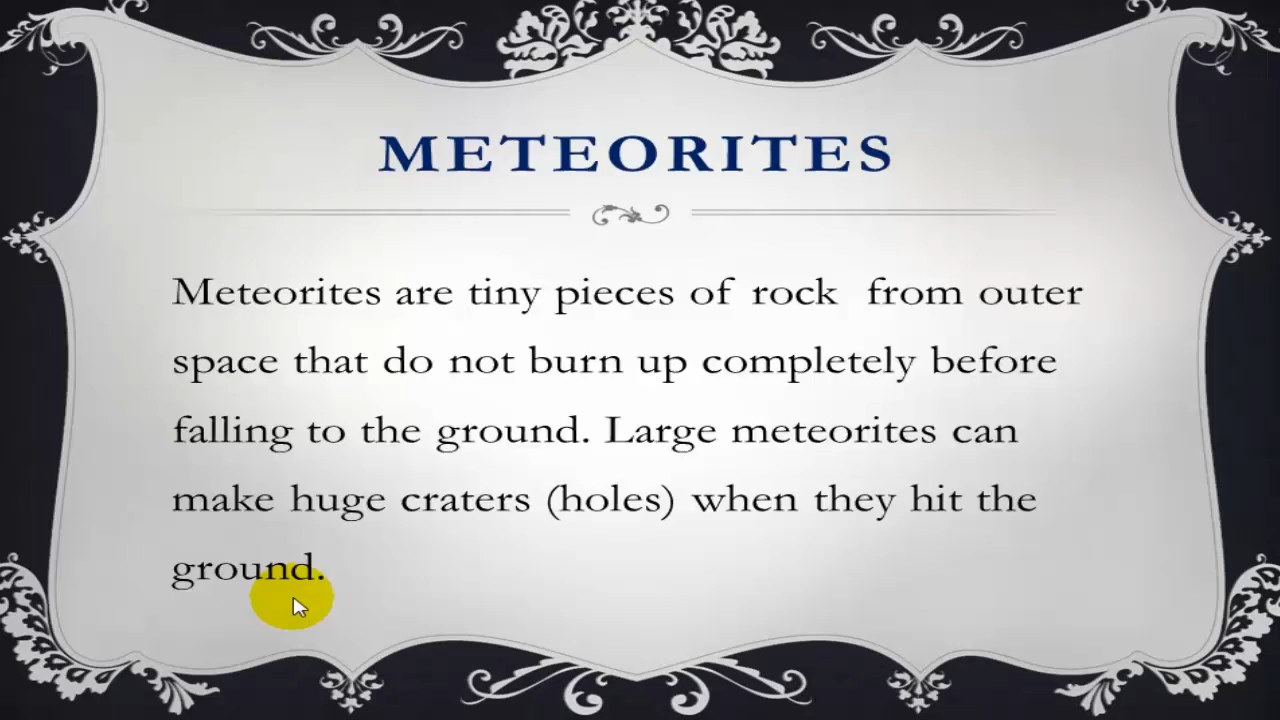 METEORITES
Meteorites are tiny pieces of rock  from outer
space that do not burn up completely before
falling to the ground. Large meteorites can
make huge craters (holes) when they hit the
ground.